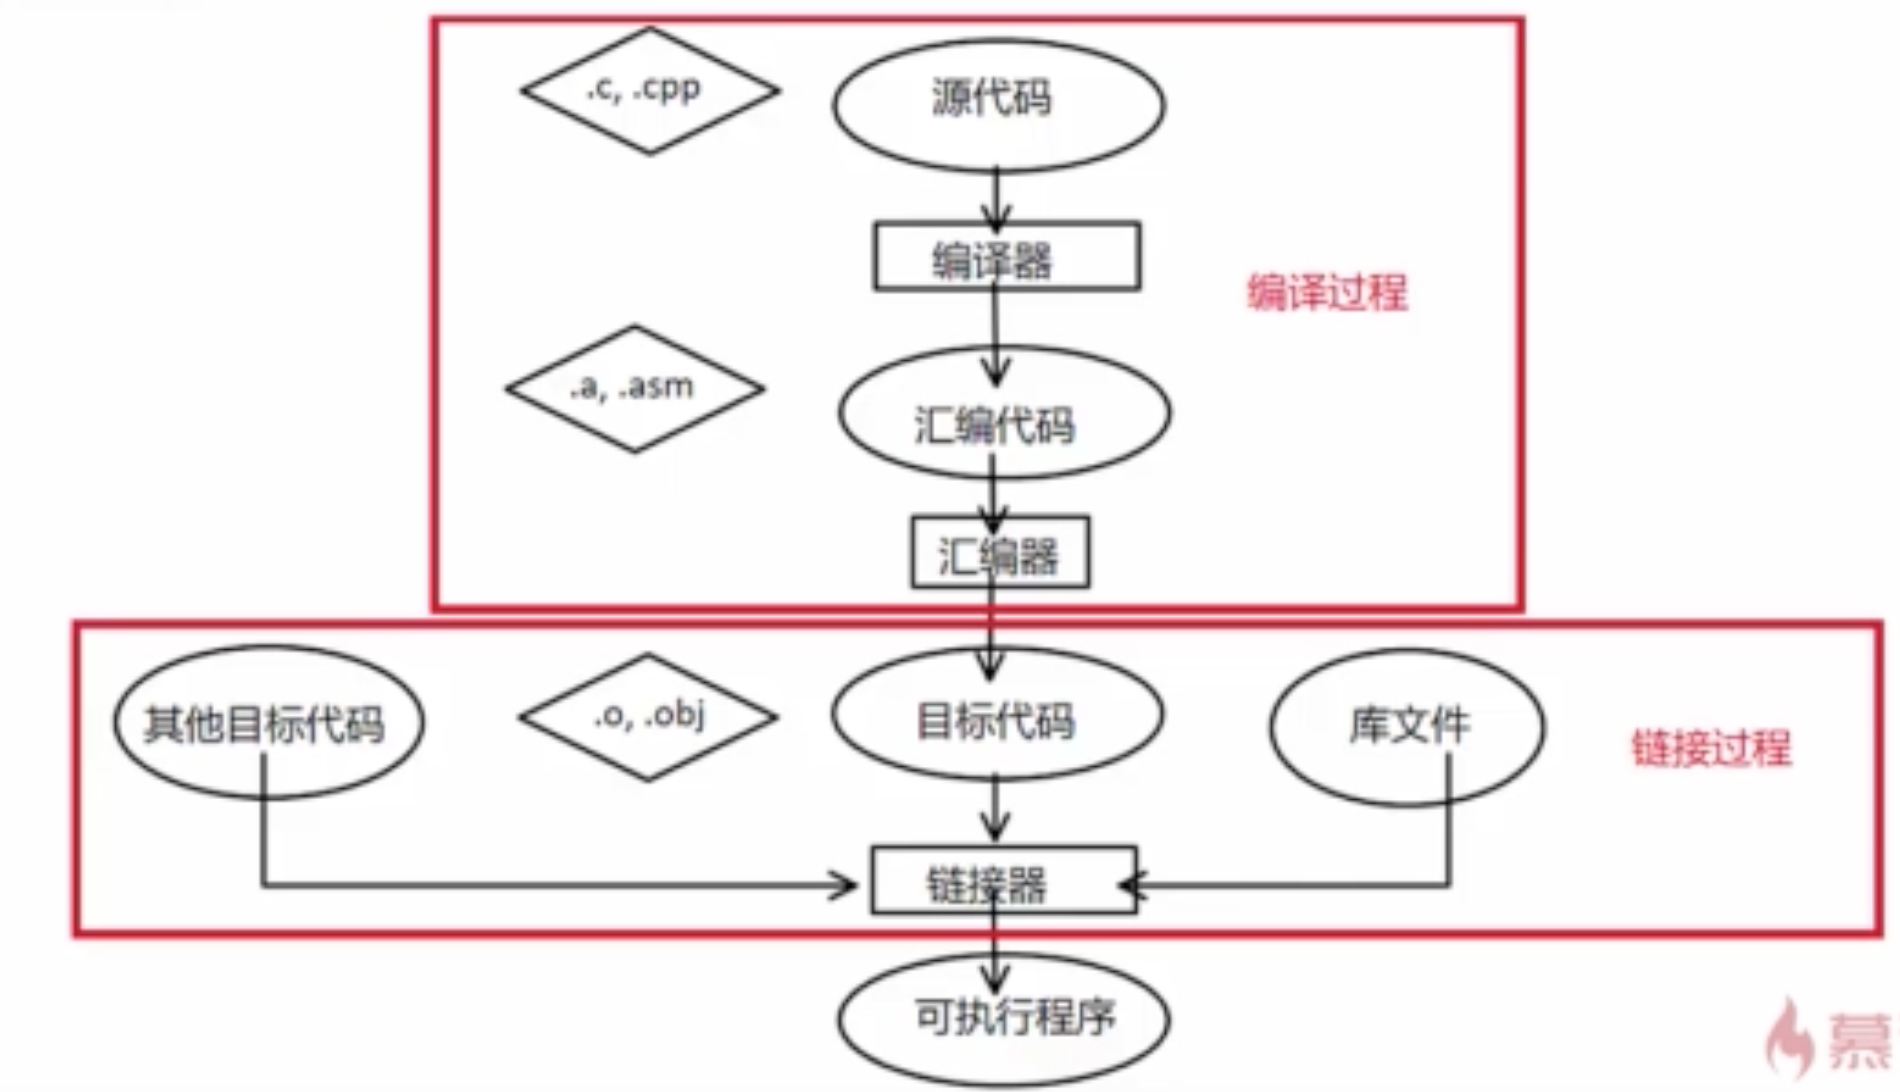 .c, .cpp
源代码
编译器
编译过程
.a, .asm
汇编代码
汇编器
其他目标代码
.o, .obj
目标代码
库文件
链接过程
链接器
可执行程序
慕